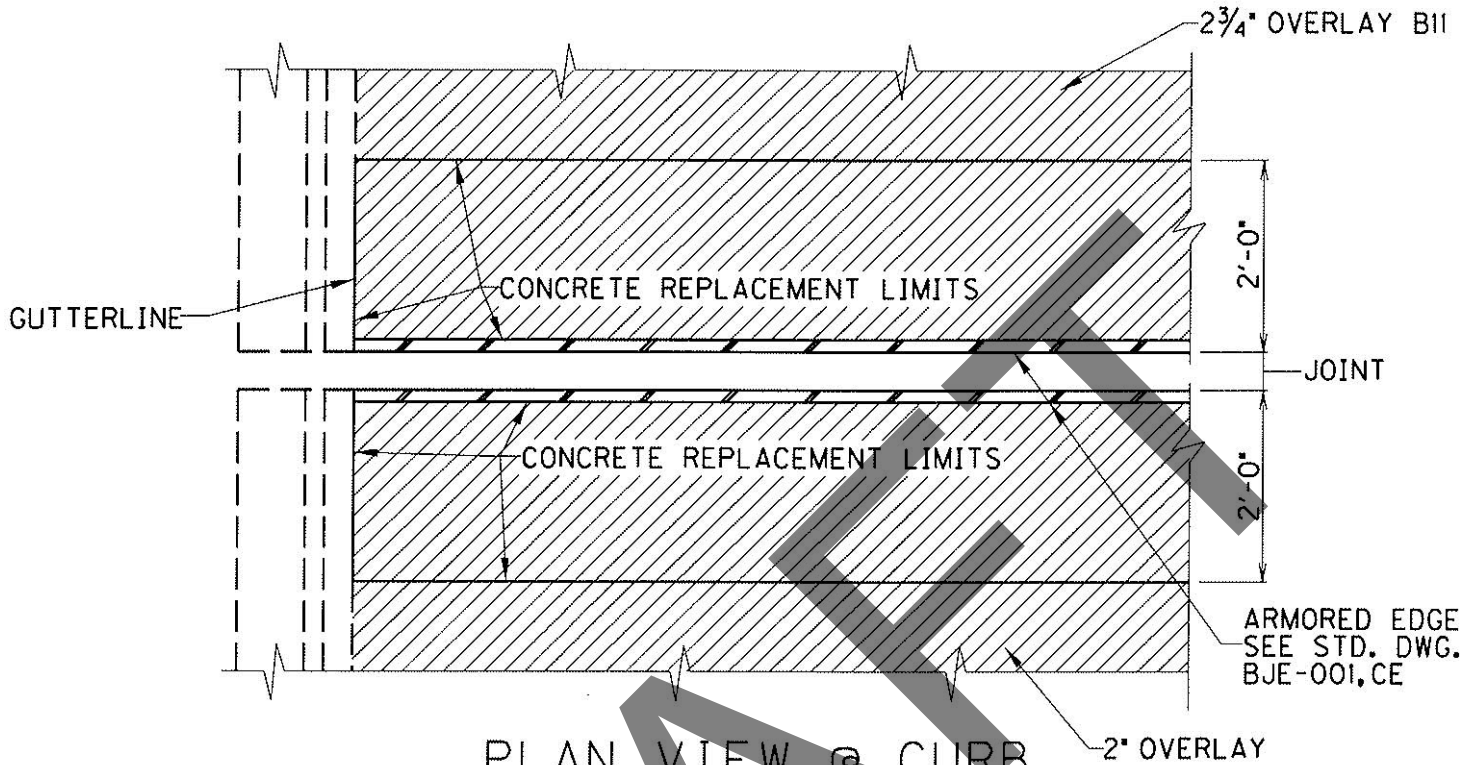 2¾" OVERLAY B11
2'-0"
CONCRETE REPLACEMENT LIMITS
GUTTERLINE
JOINT
CONCRETE REPLACEMENT LIMITS
2'-0"
ARMORED EDGE
SEE STD. DWG.
BJE-001,CE
PLAN VIEW @ CURB
2" OVERLAY